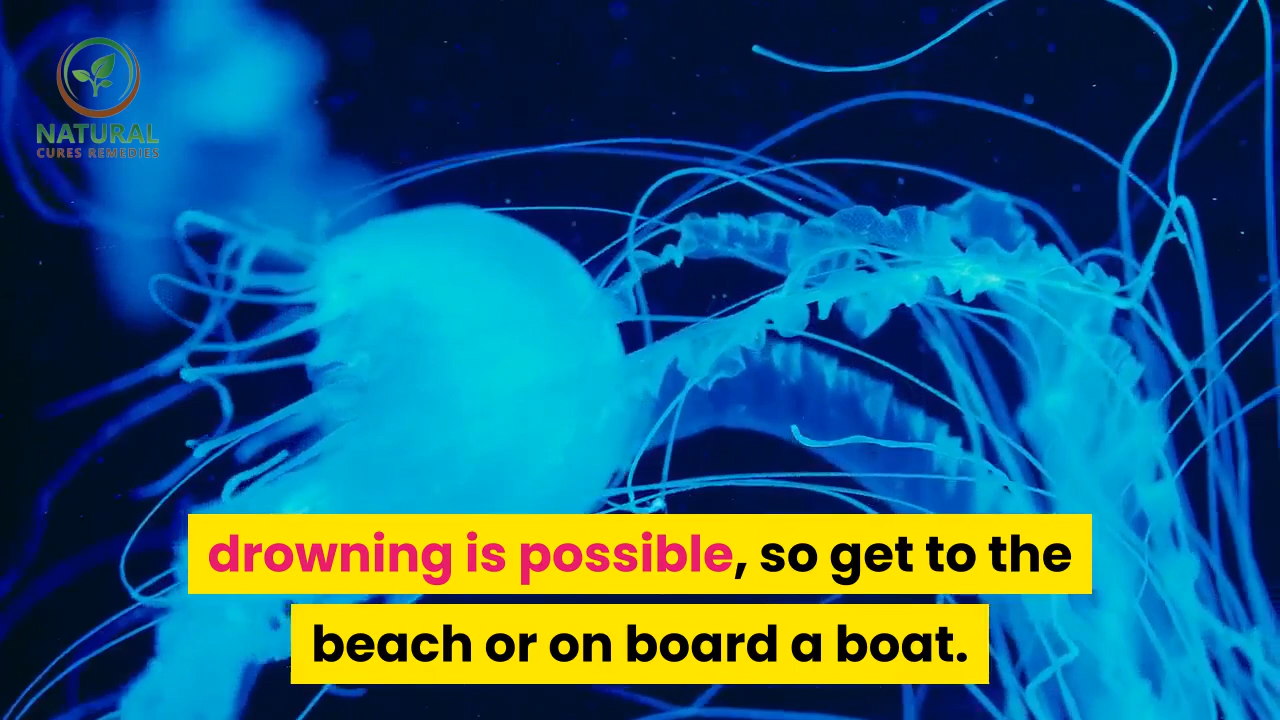 NATURAL
CURES REMEDIES
drowning is possible, so get to the
beach or on board a boat.